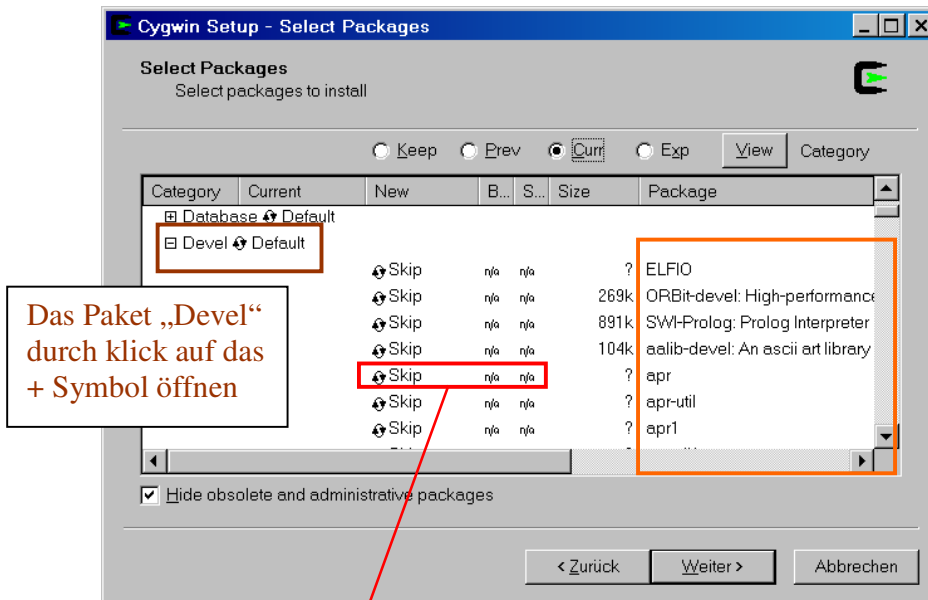 Cygwin Setup - Select Packages
Select Packages
Select packages to install
Keep Prev Curr Exp View Category
Category Current New B... S... Size Package
Database Default
Devel Default
Skip n/a n/a ? ELFIO
Skip n/a n/a 269k ORBit-devel: High-performance
Skip n/a n/a 891k SWI-Prolog: Prolog Interpreter
Skip n/a n/a 104k aalib-devel: An ascii art library
Skip n/a n/a ? apr
Skip n/a n/a ? apr-util
Skip n/a n/a ? apr1
Das Paket „Devel“
durch klick auf das
+ Symbol öffnen
Hide obsolete and administrative packages
< Zurück Weiter > Abbrechen